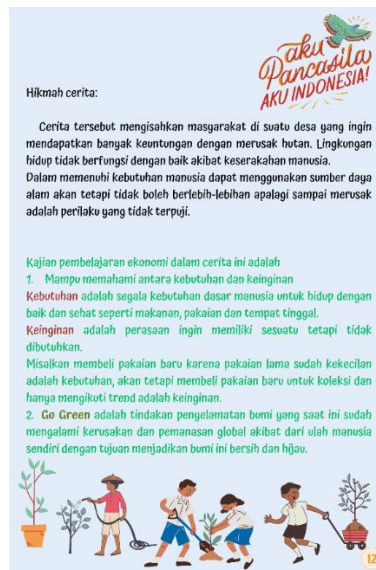 aku
Pancasila
AKU INDONESIA!
Hikmah cerita:
Cerita tersebut mengisahkan masyarakat di suatu desa yang ingin
mendapatkan banyak keuntungan dengan merusak hutan. Lingkungan
hidup tidak berfungsi dengan baik akibat keserakahan manusia.
Dalam memenuhi kebutuhan manusia dapat menggunakan sumber daya
alam akan tetapi tidak boleh berlebih-lebihan apalagi sampai merusak
adalah perilaku yang tidak terpuji.
Kajian pembelajaran ekonomi dalam cerita ini adalah
1. Mampu memahami antara kebutuhan dan keinginan
Kebutuhan adalah segala kebutuhan dasar manusia untuk hidup dengan
baik dan sehat seperti makanan, pakaian dan tempat tinggal.
Keinginan adalah perasaan ingin memiliki sesuatu tetapi tidak
dibutuhkan.
Misalkan membeli pakaian baru karena pakaian lama sudah kekecilan
adalah kebutuhan, akan tetapi membeli pakaian baru untuk koleksi dan
hanya mengikuti trend adalah keinginan.
2. Go Green adalah tindakan penyelamatan bumi yang saat ini sudah
mengalami kerusakan dan pemanasan global akibat dari ulah manusia
sendiri dengan tujuan menjadikan bumi ini bersih dan hijau.
12